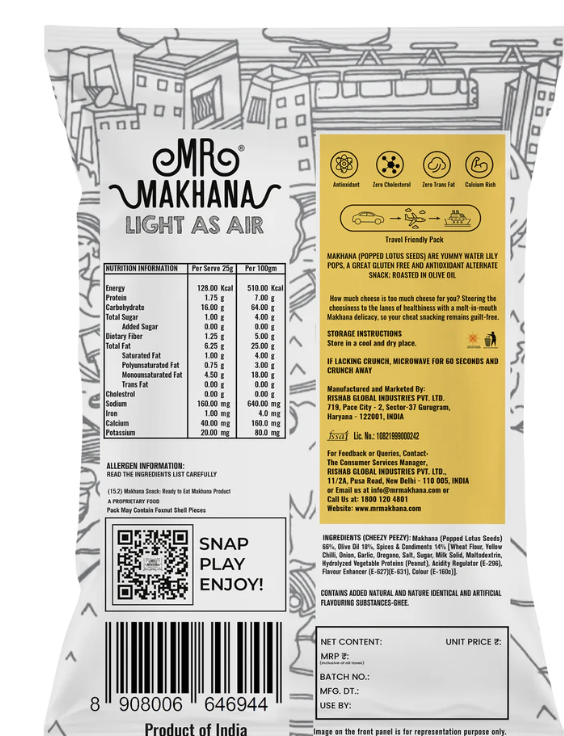 MR®
MAKHANA
LIGHT AS AIR
NUTRITION INFORMATION Per Serve 25g Per 100gm
Energy 128.00 Kcal 510.00 Kcal
Protein 1.75 g 7.00 g
Carbohydrate 16.00 g 64.00 g
Total Sugar 1.00 g 4.00 g
Added Sugar 0.00 g 0.00 g
Dietary Fiber 1.25 g 5.00 g
Total Fat 6.25 g 25.00 g
Saturated Fat 1.00 g 4.00 g
Polyunsaturated Fat 0.75 g 3.00 g
Monounsaturated Fat 4.50 g 18.00 g
Trans Fat 0.00 g 0.00 g
Cholestrol 0.00 g 0.00 g
Sodium 160.00 mg 640.00 mg
Iron 1.00 mg 4.0 mg
Calcium 40.00 mg 160.0 mg
Potassium 20.00 mg 80.0 mg
ALLERGEN INFORMATION:
READ THE INGREDIENTS LIST CAREFULLY
(15.2) Makhana Snack: Ready to Eat Makhana Product
A PROPRIETARY FOOD
Pack May Contain Foxnut Shell Pieces
SNAP
PLAY
ENJOY!
8 908006 646944
Product of India
Antioxidant Zero Cholesterol Zero Trans Fat Calcium Rich
Travel Friendly Pack
MAKHANA (POPPED LOTUS SEEDS) ARE YUMMY WATER LILY
POPS, A GREAT GLUTEN FREE AND ANTIOXIDANT ALTERNATE
SNACK; ROASTED IN OLIVE OIL
How much cheese is too much cheese for you? Steering the
cheesiness to the lanes of healthiness with a melt-in-mouth
Makhana delicacy, so your cheat snacking remains guilt-free.
STORAGE INSTRUCTIONS
Store in a cool and dry place.
IF LACKING CRUNCH, MICROWAVE FOR 60 SECONDS AND
CRUNCH AWAY
Manufactured and Marketed By:
RISHAB GLOBAL INDUSTRIES PVT. LTD.
719, Pace City - 2, Sector-37 Gurugram,
Haryana - 122001, INDIA
fssai Lic. No.: 10821999000242
For Feedback or Queries, Contact-
The Consumer Services Manager,
RISHAB GLOBAL INDUSTRIES PVT. LTD.,
11/2A, Pusa Road, New Delhi - 110 005, INDIA
or Email us at info@mrmakhana.com or
Call Us at: 1800 120 4801
Website: www.mrmakhana.com
INGREDIENTS (CHEEZY PEEZY): Makhana (Popped Lotus Seeds)
66%, Olive Oil 18%, Spices & Condiments 14% [Wheat Flour, Yellow
Chilli, Onion, Garlic, Oregano, Salt, Sugar, Milk Solid, Maltodextrin,
Hydrolyzed Vegetable Proteins (Peanut), Acidity Regulator (E-296),
Flavour Enhancer (E-627)(E-631), Colour (E-160c)].
CONTAINS ADDED NATURAL AND NATURE IDENTICAL AND ARTIFICIAL
FLAVOURING SUBSTANCES-GHEE.
NET CONTENT: UNIT PRICE ₹:
MRP ₹:
(Inclusive of all taxes)
BATCH NO.:
MFG. DT.:
USE BY:
Image on the front panel is for representation purpose only.